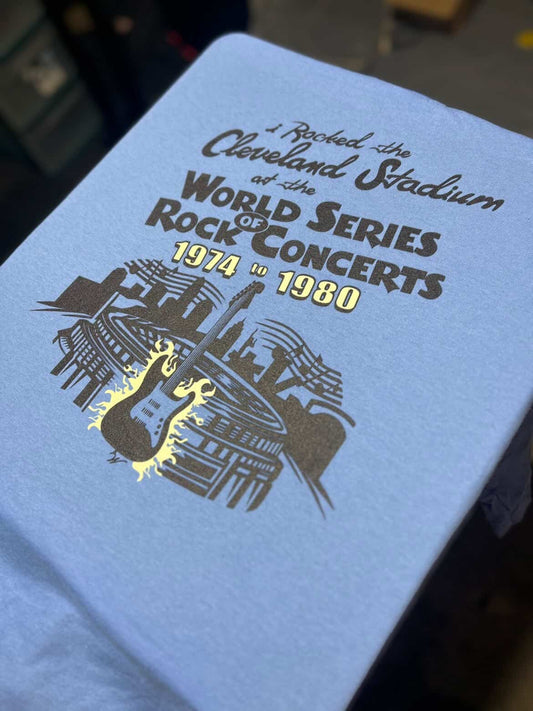 i Rocked the
Cleveland Stadium
at the
WORLD SERIES
OF
ROCK CONCERTS
1974 to 1980